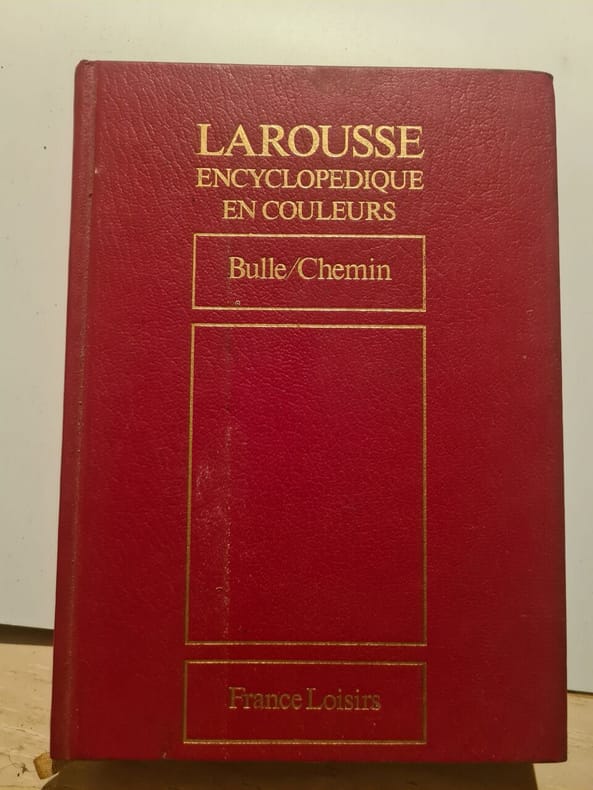 LAROUSSE
ENCYCLOPEDIQUE
EN COULEURS
Bulle/Chemin
France Loisirs